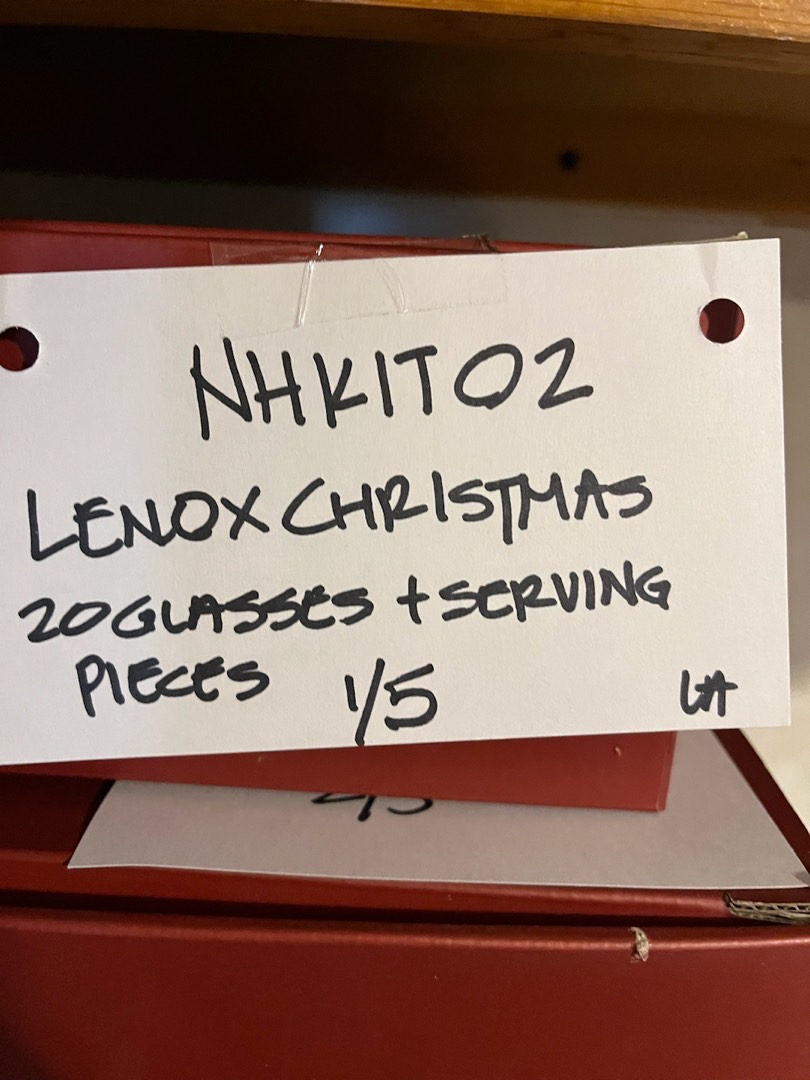 NHKIT02
LENOX CHRISTMAS
20 GLASSES + SERVING
PIECES 1/5 LA